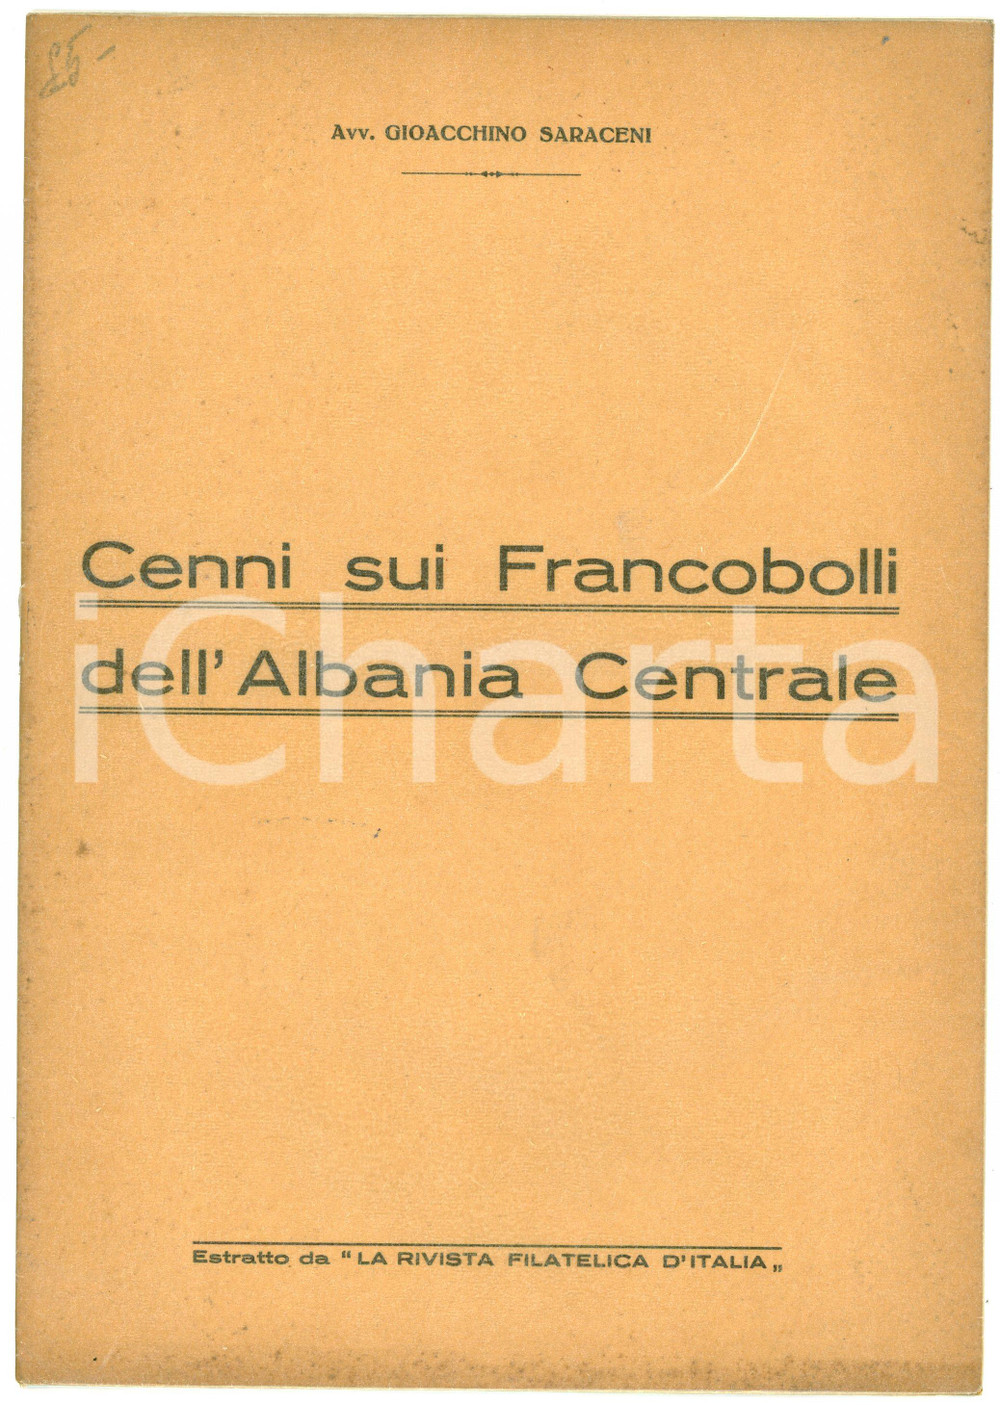 Avv. GIOACCHINO SARACENI
Cenni sui Francobolli
dell'Albania Centrale
iCharta
Estratto da "LA RIVISTA FILATELICA D'ITALIA„